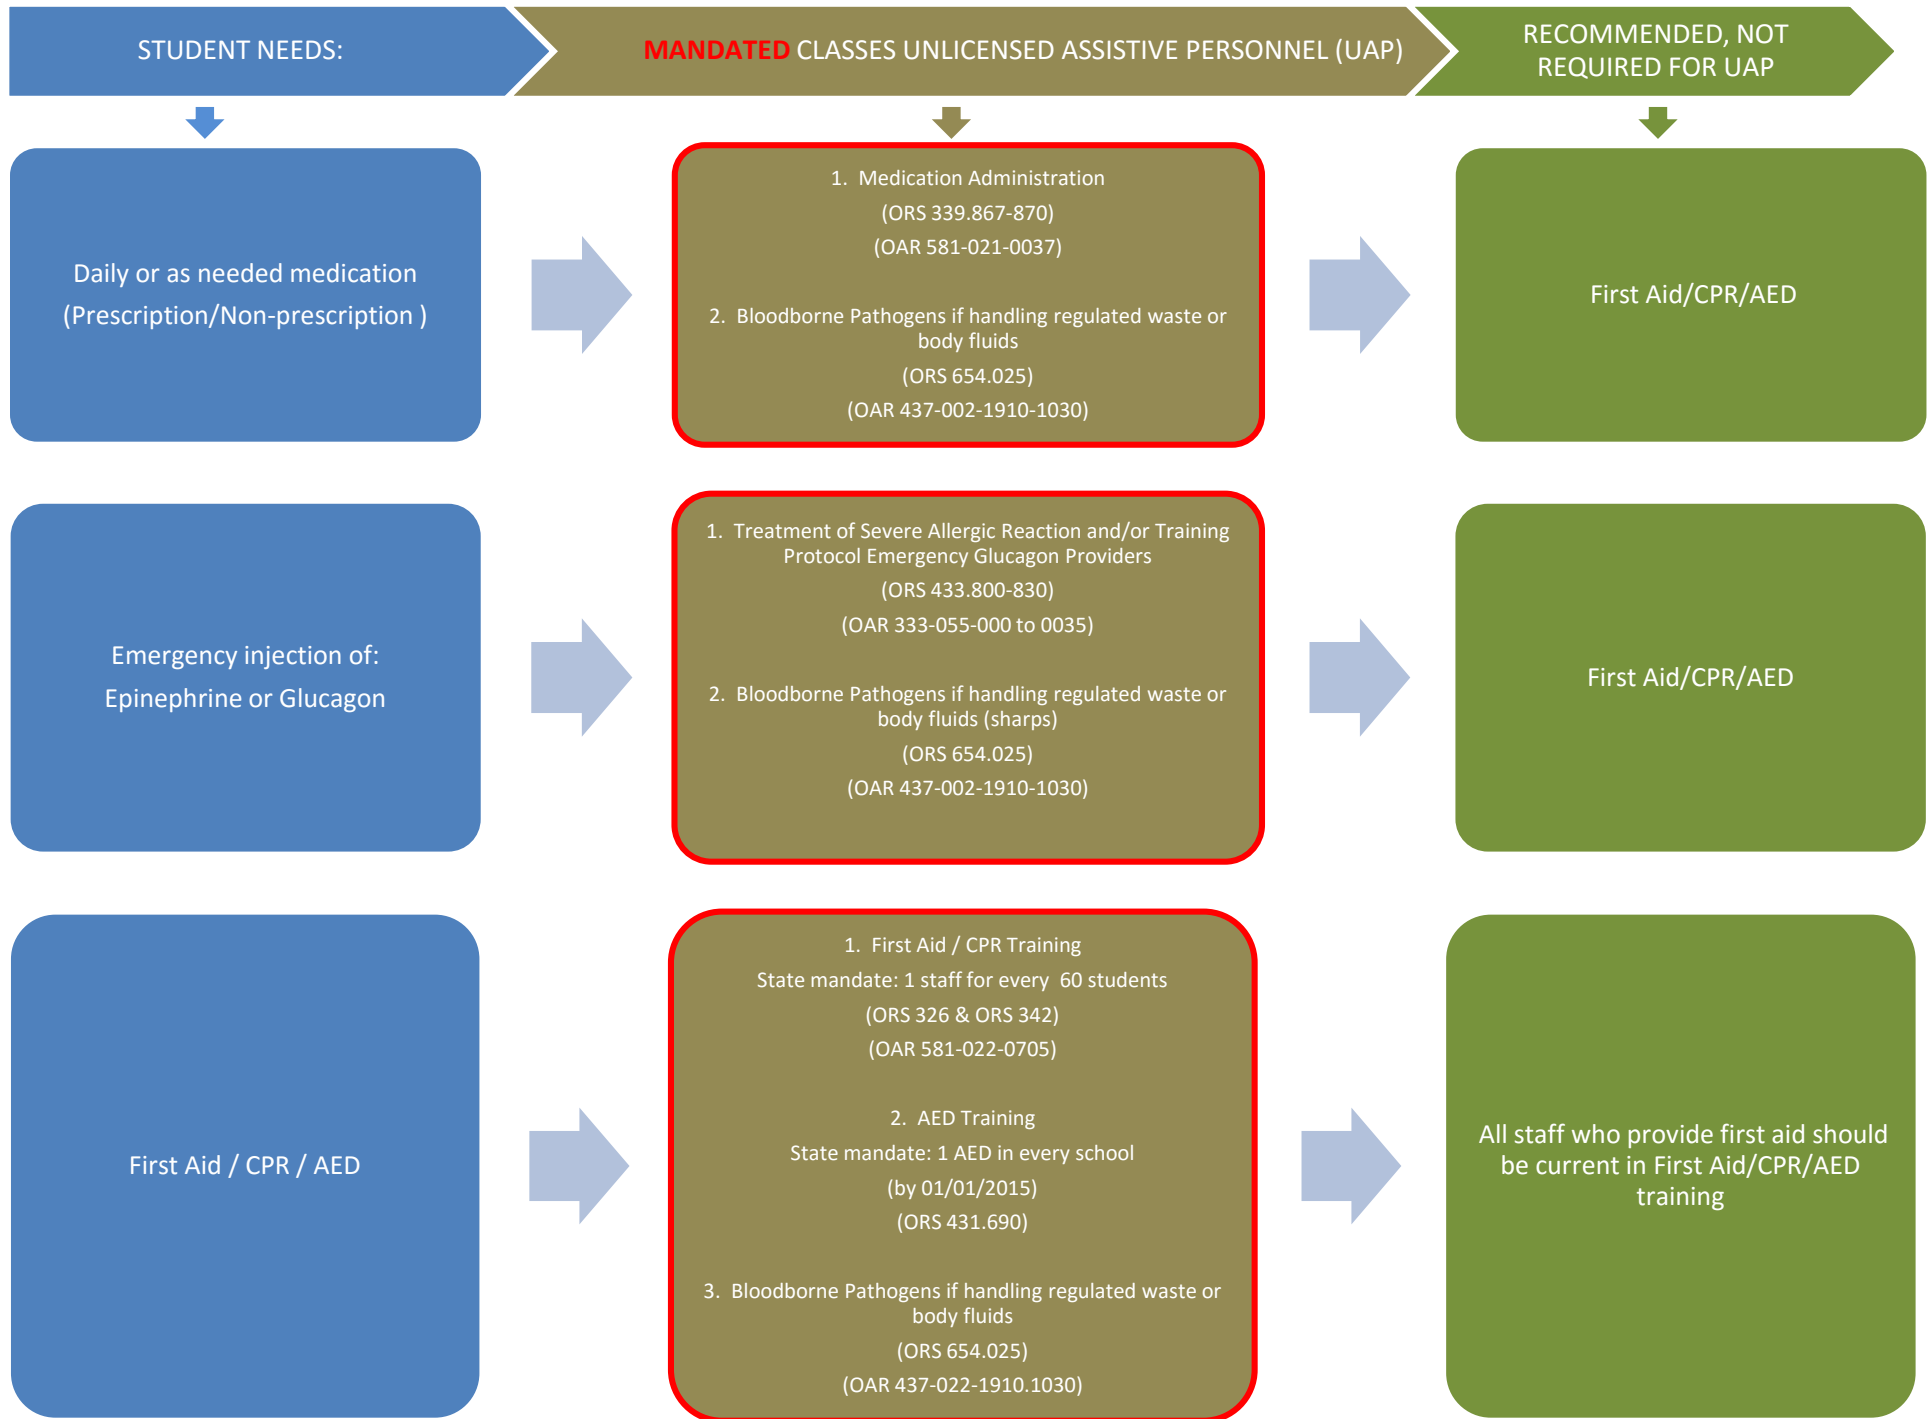 STUDENT NEEDS:
MANDATED CLASSES UNLICENSED ASSISTIVE PERSONNEL (UAP)
RECOMMENDED, NOT
REQUIRED FOR UAP
Daily or as needed medication
(Prescription/Non-prescription )
1. Medication Administration
(ORS 339.867-870)
(OAR 581-021-0037)
2. Bloodborne Pathogens if handling regulated waste or
body fluids
(ORS 654.025)
(OAR 437-002-1910-1030)
First Aid/CPR/AED
Emergency injection of:
Epinephrine or Glucagon
1. Treatment of Severe Allergic Reaction and/or Training
Protocol Emergency Glucagon Providers
(ORS 433.800-830)
(OAR 333-055-000 to 0035)
2. Bloodborne Pathogens if handling regulated waste or
body fluids (sharps)
(ORS 654.025)
(OAR 437-002-1910-1030)
First Aid/CPR/AED
First Aid / CPR / AED
1. First Aid / CPR Training
State mandate: 1 staff for every 60 students
(ORS 326 & ORS 342)
(OAR 581-022-0705)
2. AED Training
State mandate: 1 AED in every school
(by 01/01/2015)
(ORS 431.690)
3. Bloodborne Pathogens if handling regulated waste or
body fluids
(ORS 654.025)
(OAR 437-022-1910.1030)
All staff who provide first aid should
be current in First Aid/CPR/AED
training